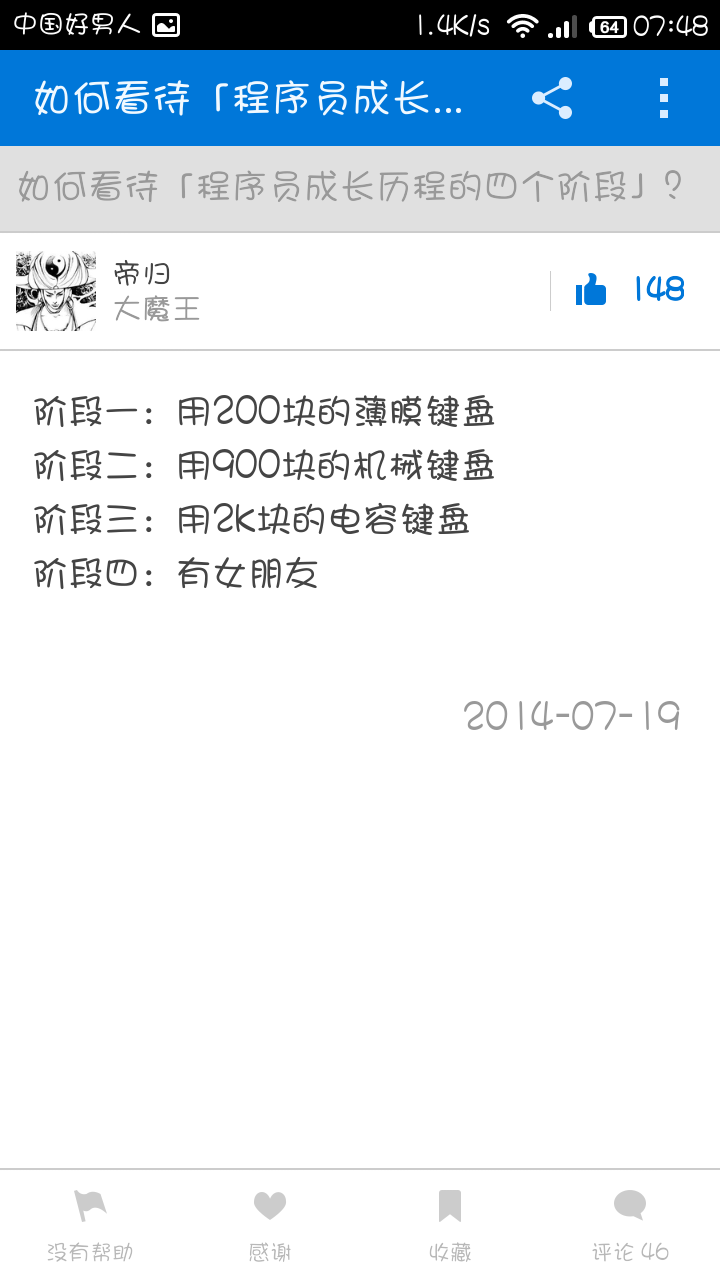 中国好男人 1.4K/s 64 07:48
如何看待「程序员成长...
如何看待「程序员成长历程的四个阶段」？
帝归
大魔王
148
阶段一：用200块的薄膜键盘
阶段二：用900块的机械键盘
阶段三：用2K块的电容键盘
阶段四：有女朋友
2014-07-19
没有帮助 感谢 收藏 评论 46